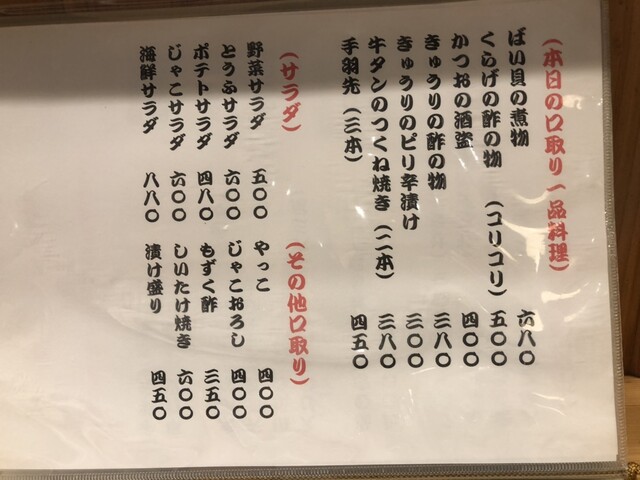 (本日の口取り一品料理)
ばい貝の煮物 六八〇
くらげの酢の物 (コリコリ) 五〇〇
かつおの酒盗 四〇〇
きゅうりの酢の物 三八〇
きゅうりのピリ辛漬け 三〇〇
牛タンのつくね焼き (二本) 三八〇
手羽先 (三本) 四五〇
(サラダ)
野菜サラダ 五〇〇
とうふサラダ 六〇〇
ポテトサラダ 四八〇
じゃこサラダ 六〇〇
海鮮サラダ 八八〇
(その他口取り)
やっこ 四〇〇
じゃこおろし 四〇〇
もずく酢 三五〇
しいたけ焼き 六〇〇
漬け盛り 四五〇